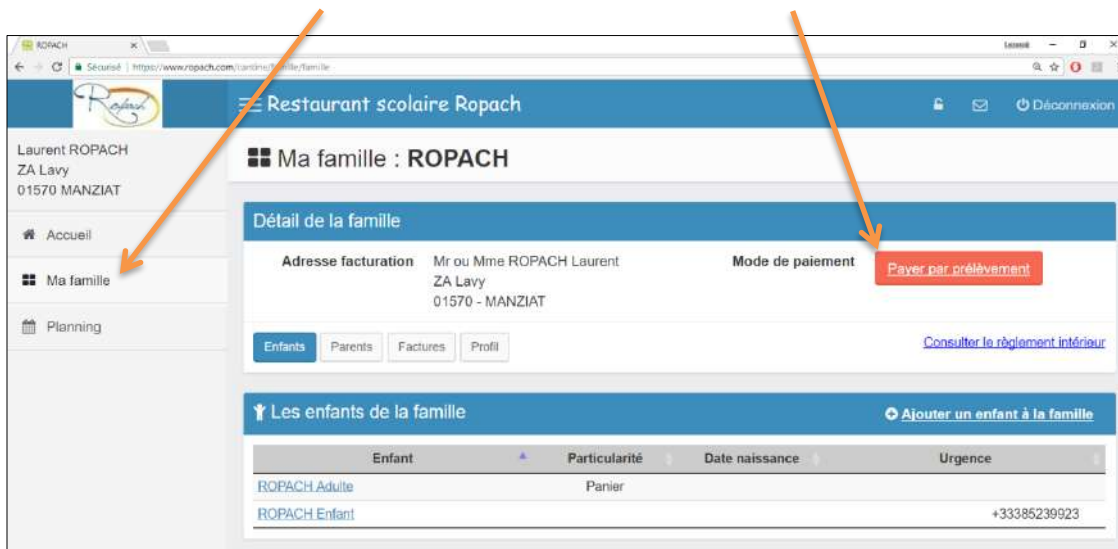 ROPACH
Laurent
Sécurisé | https://www.ropach.com/cantine/famille/famille
Ropach
Restaurant scolaire Ropach
Déconnexion
Laurent ROPACH
ZA Lavy
01570 MANZIAT
Accueil
Ma famille
Planning
Ma famille : ROPACH
Détail de la famille
Adresse facturation Mr ou Mme ROPACH Laurent Mode de paiement Payer par prélèvement
ZA Lavy
01570 - MANZIAT
Enfants Parents Factures Profil Consulter le règlement intérieur
Les enfants de la famille Ajouter un enfant à la famille
Enfant Particularité Date naissance Urgence
ROPACH Adulte Panier
ROPACH Enfant +33385239923